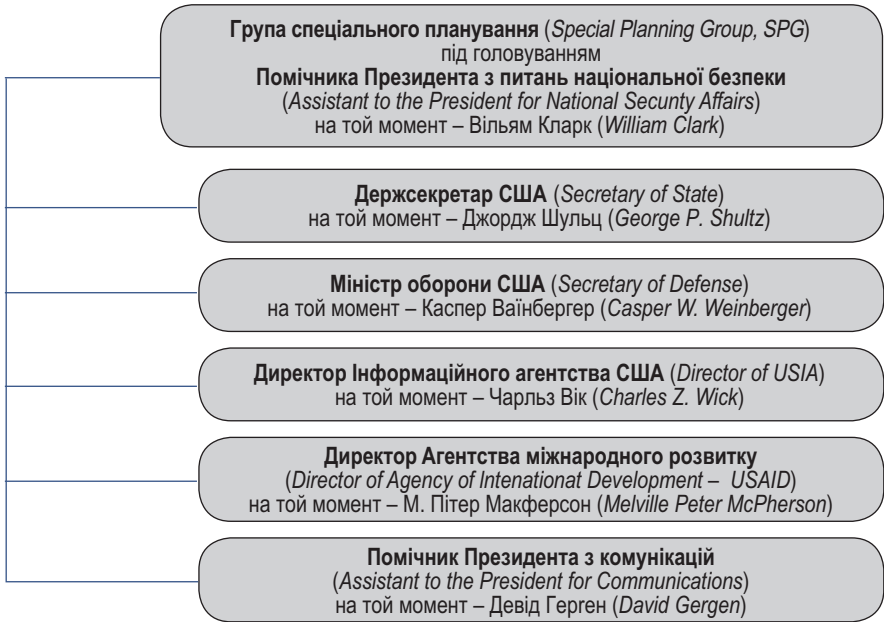 Група спеціального планування (Special Planning Group, SPG)
під головуванням
Помічника Президента з питань національної безпеки
(Assistant to the President for National Secunty Affairs)
на той момент – Вільям Кларк (William Clark)
Держсекретар США (Secretary of State)
на той момент – Джордж Шульц (George P. Shultz)
Міністр оборони США (Secretary of Defense)
на той момент – Каспер Ваїнбергер (Casper W. Weinberger)
Директор Інформаційного агентства США (Director of USIA)
на той момент – Чарльз Вік (Charles Z. Wick)
Директор Агентства міжнародного розвитку
(Director of Agency of Intenationat Development – USAID)
на той момент – М. Пітер Макферсон (Melville Peter McPherson)
Помічник Президента з комунікацій
(Assistant to the President for Communications)
на той момент – Девід Герген (David Gergen)